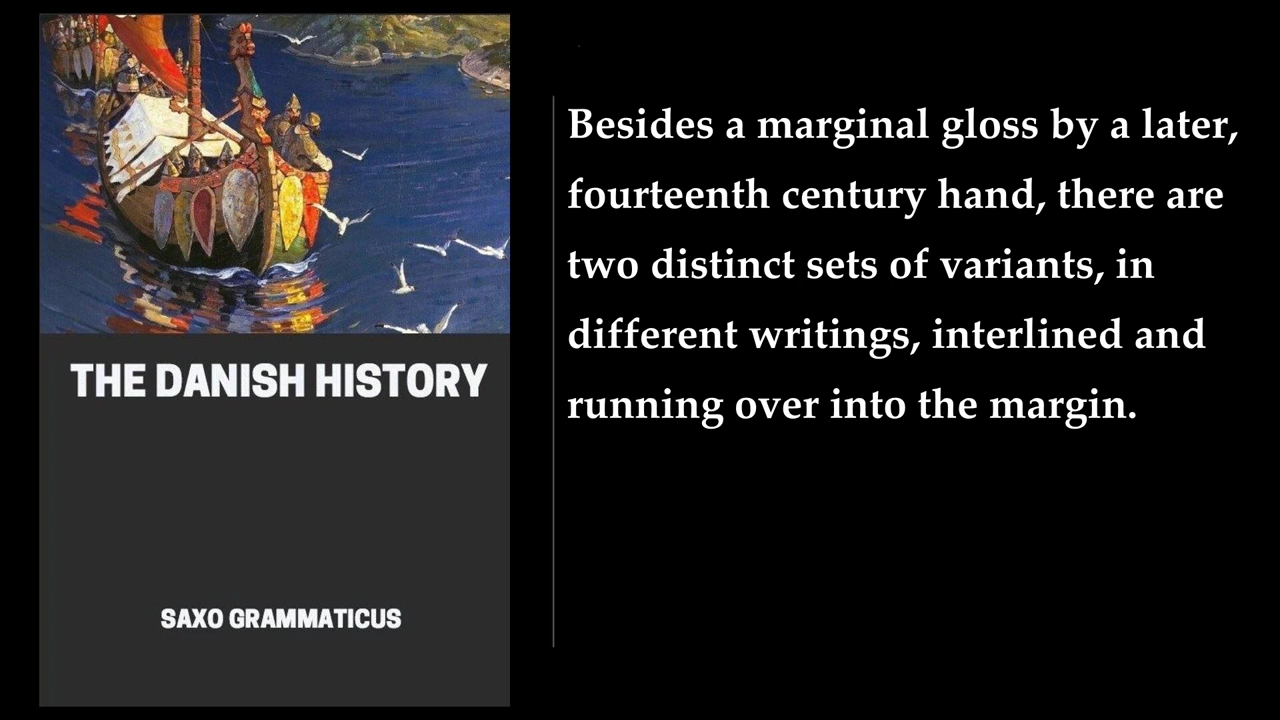 THE DANISH HISTORY
SAXO GRAMMATICUS
Besides a marginal gloss by a later,
fourteenth century hand, there are
two distinct sets of variants, in
different writings, interlined and
running over into the margin.